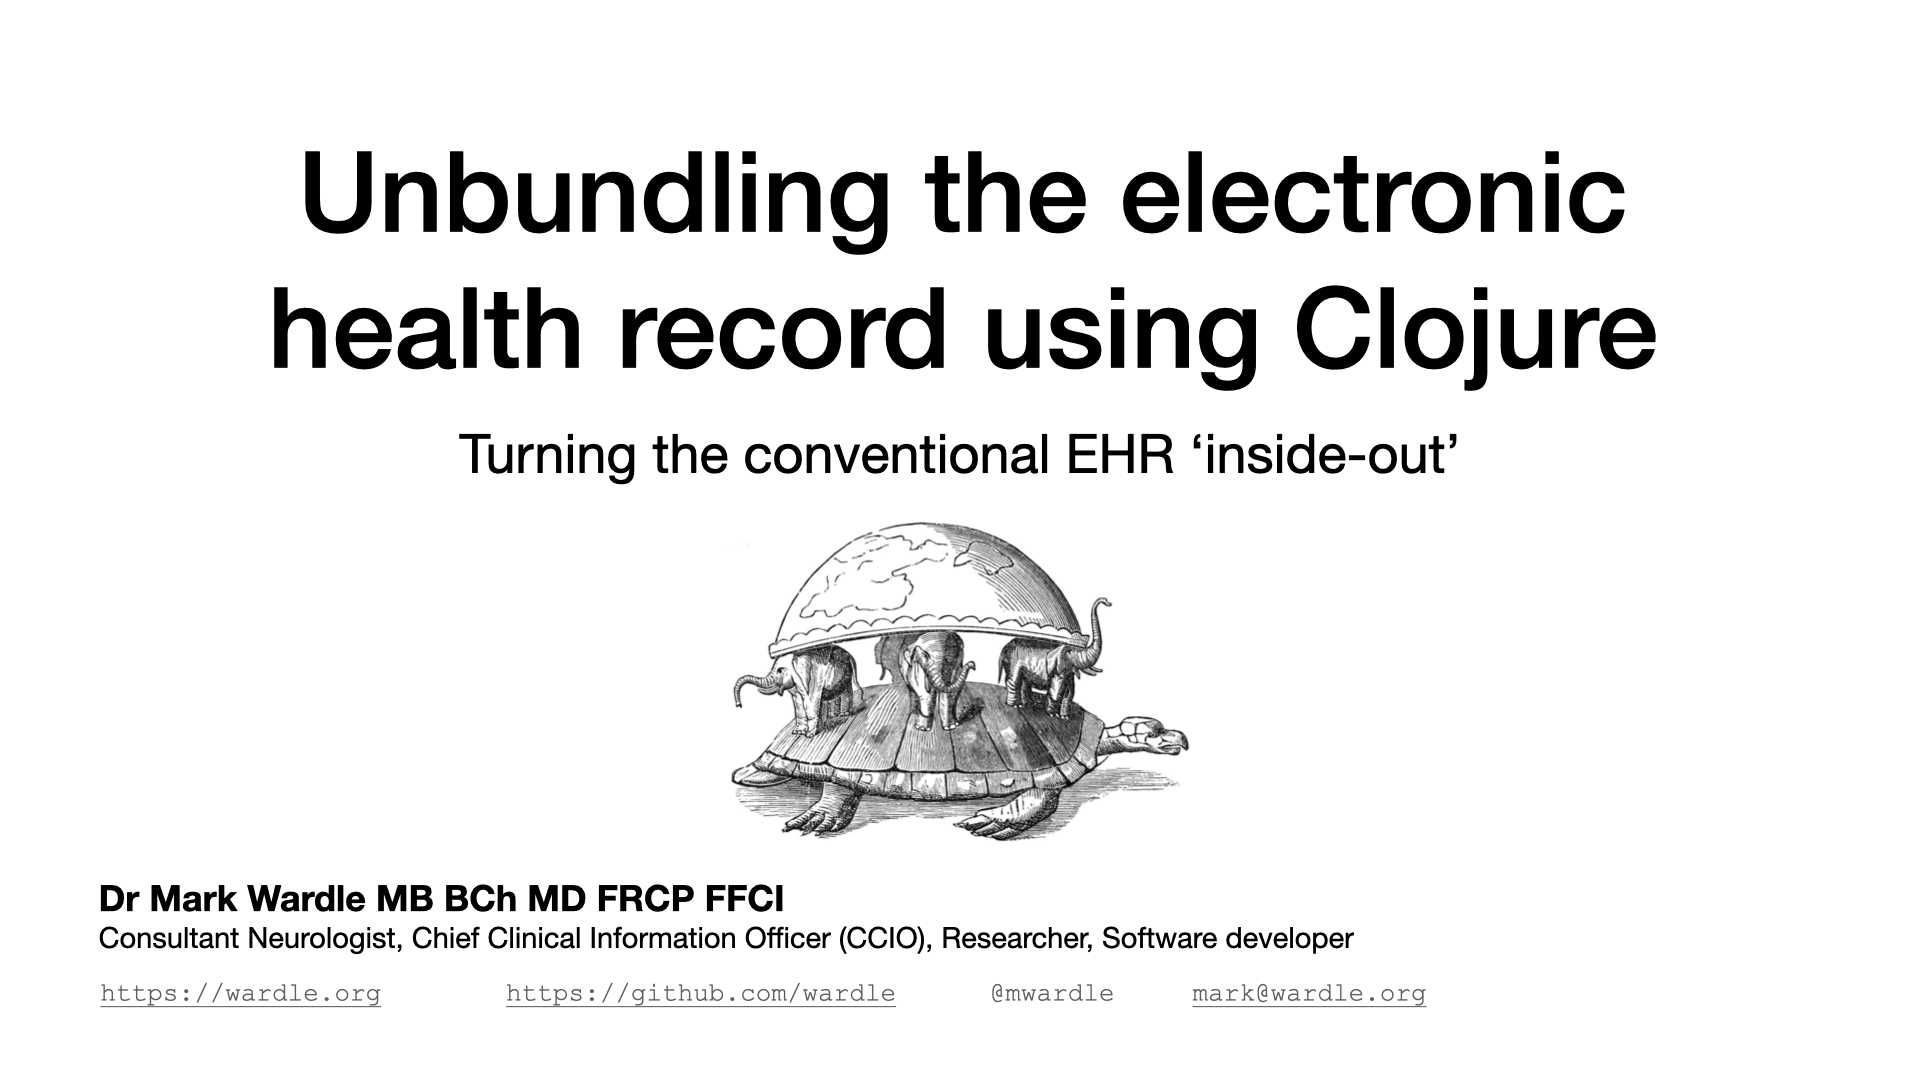 Unbundling the electronic
health record using Clojure
Turning the conventional EHR ‘inside-out’
Dr Mark Wardle MB BCh MD FRCP FFCI
Consultant Neurologist, Chief Clinical Information Officer (CCIO), Researcher, Software developer
https://wardle.org https://github.com/wardle @mwardle mark@wardle.org